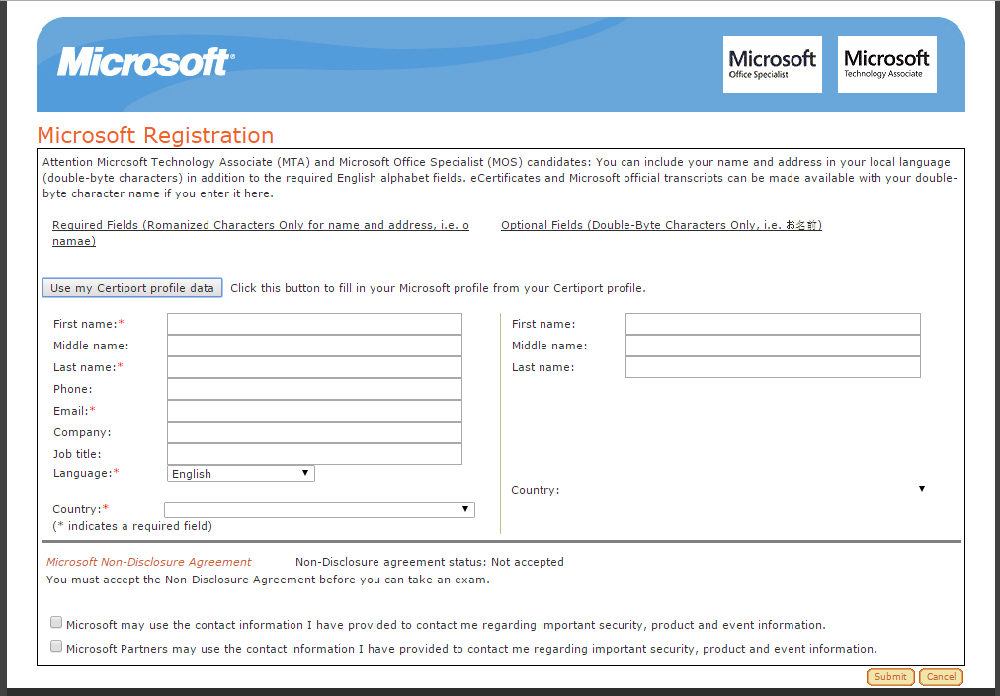 Microsoft®
Microsoft
Office Specialist
Microsoft
Technology Associate
Microsoft Registration
Attention Microsoft Technology Associate (MTA) and Microsoft Office Specialist (MOS) candidates: You can include your name and address in your local language
(double-byte characters) in addition to the required English alphabet fields. eCertificates and Microsoft official transcripts can be made available with your double-
byte character name if you enter it here.
Required Fields (Romanized Characters Only for name and address, i.e. o
namae)
Optional Fields (Double-Byte Characters Only, i.e. お名前)
Use my Certiport profile data Click this button to fill in your Microsoft profile from your Certiport profile.
First name:*
Middle name:
Last name:*
Phone:
Email:*
Company:
Job title:
Language:* English
Country:*
(* indicates a required field)
First name:
Middle name:
Last name:
Country:
Microsoft Non-Disclosure Agreement Non-Disclosure agreement status: Not accepted
You must accept the Non-Disclosure Agreement before you can take an exam.
Microsoft may use the contact information I have provided to contact me regarding important security, product and event information.
Microsoft Partners may use the contact information I have provided to contact me regarding important security, product and event information.
Submit Cancel